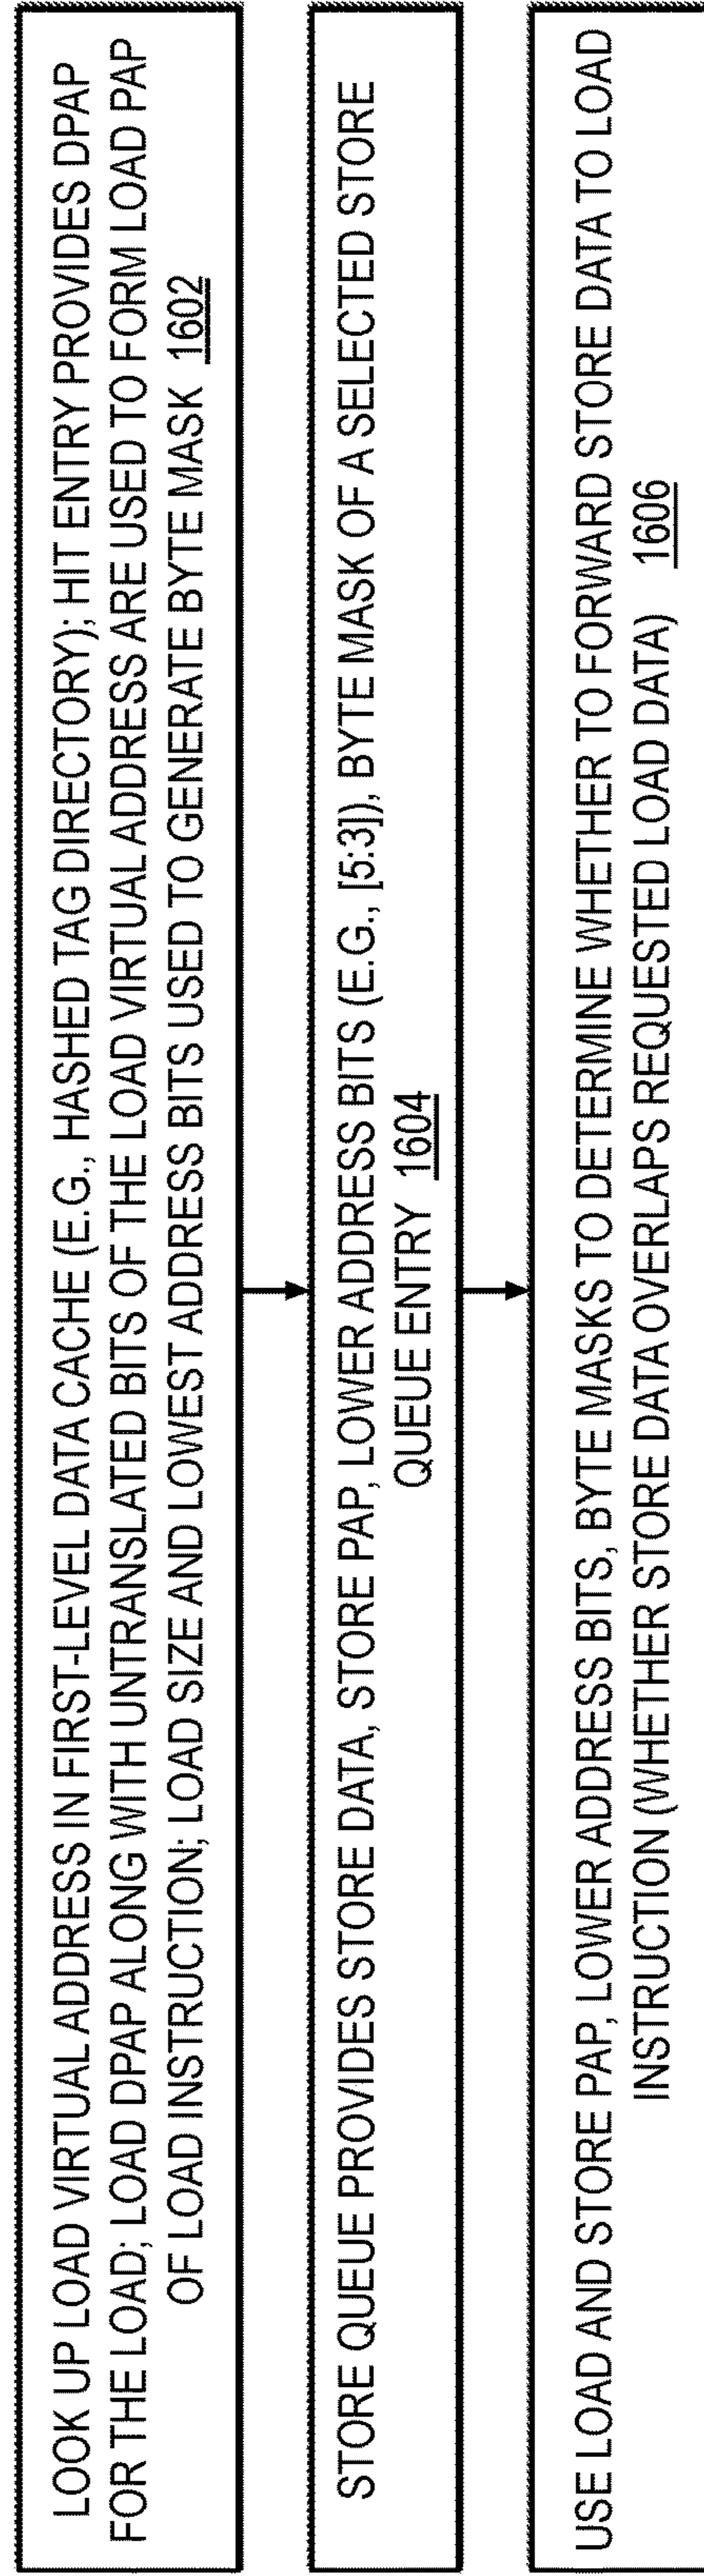 LOOK UP LOAD VIRTUAL ADDRESS IN FIRST-LEVEL DATA CACHE (E.G., HASHED TAG DIRECTORY); HIT ENTRY PROVIDES DPAP
FOR THE LOAD; LOAD DPAP ALONG WITH UNTRANSLATED BITS OF THE LOAD VIRTUAL ADDRESS ARE USED TO FORM LOAD PAP
OF LOAD INSTRUCTION; LOAD SIZE AND LOWEST ADDRESS BITS USED TO GENERATE BYTE MASK 1602
STORE QUEUE PROVIDES STORE DATA, STORE PAP, LOWER ADDRESS BITS (E.G., [5:3]), BYTE MASK OF A SELECTED STORE
QUEUE ENTRY 1604
USE LOAD AND STORE PAP, LOWER ADDRESS BITS, BYTE MASKS TO DETERMINE WHETHER TO FORWARD STORE DATA TO LOAD
INSTRUCTION (WHETHER STORE DATA OVERLAPS REQUESTED LOAD DATA) 1606